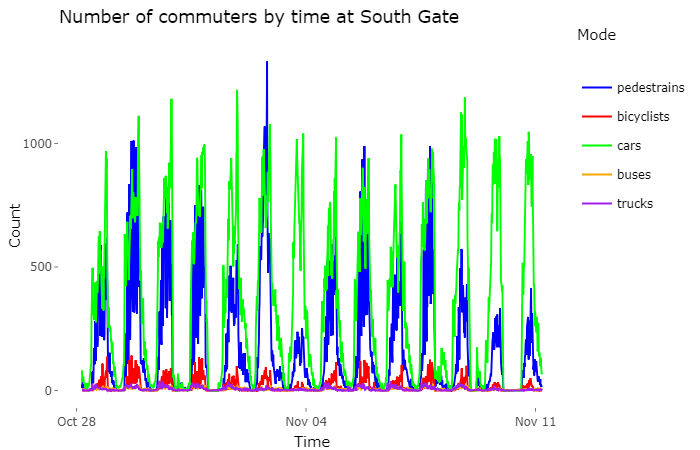 Number of commuters by time at South Gate
Mode
pedestrains
bicyclists
cars
buses
trucks
Count
1000
500
0
Oct 28
Nov 04
Nov 11
Time